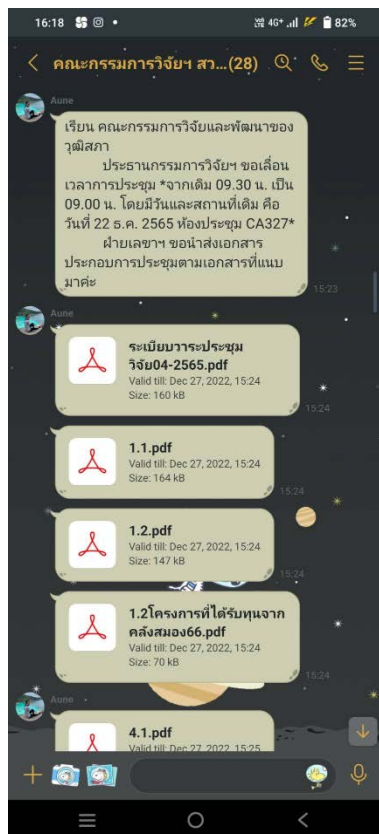 16:18
4G+
82%
คณะกรรมการวิจัยฯ สว...(28)
Aune
เรียน คณะกรรมการวิจัยและพัฒนาของ
วุฒิสภา
ประธานกรรมการวิจัยฯ ขอเลื่อน
เวลาการประชุม *จากเดิม 09.30 น. เป็น
09.00 น. โดยมีวันและสถานที่เดิม คือ
วันที่ 22 ธ.ค. 2565 ห้องประชุม CA327*
ฝ่ายเลขาฯ ขอนำส่งเอกสาร
ประกอบการประชุมตามเอกสารที่แนบ
มาค่ะ
15:23
Aune
ระเบียบวาระประชุม
วิจัย04-2565.pdf
Valid till: Dec 27, 2022, 15:24
Size: 160 kB
15:24
1.1.pdf
Valid till: Dec 27, 2022, 15:24
Size: 164 kB
15:24
1.2.pdf
Valid till: Dec 27, 2022, 15:24
Size: 147 kB
15:24
1.2โครงการที่ได้รับทุนจาก
คลังสมอง66.pdf
Valid till: Dec 27, 2022, 15:24
Size: 70 kB
15:24
Aune
4.1.pdf
Valid till: Dec 27, 2022, 15:25